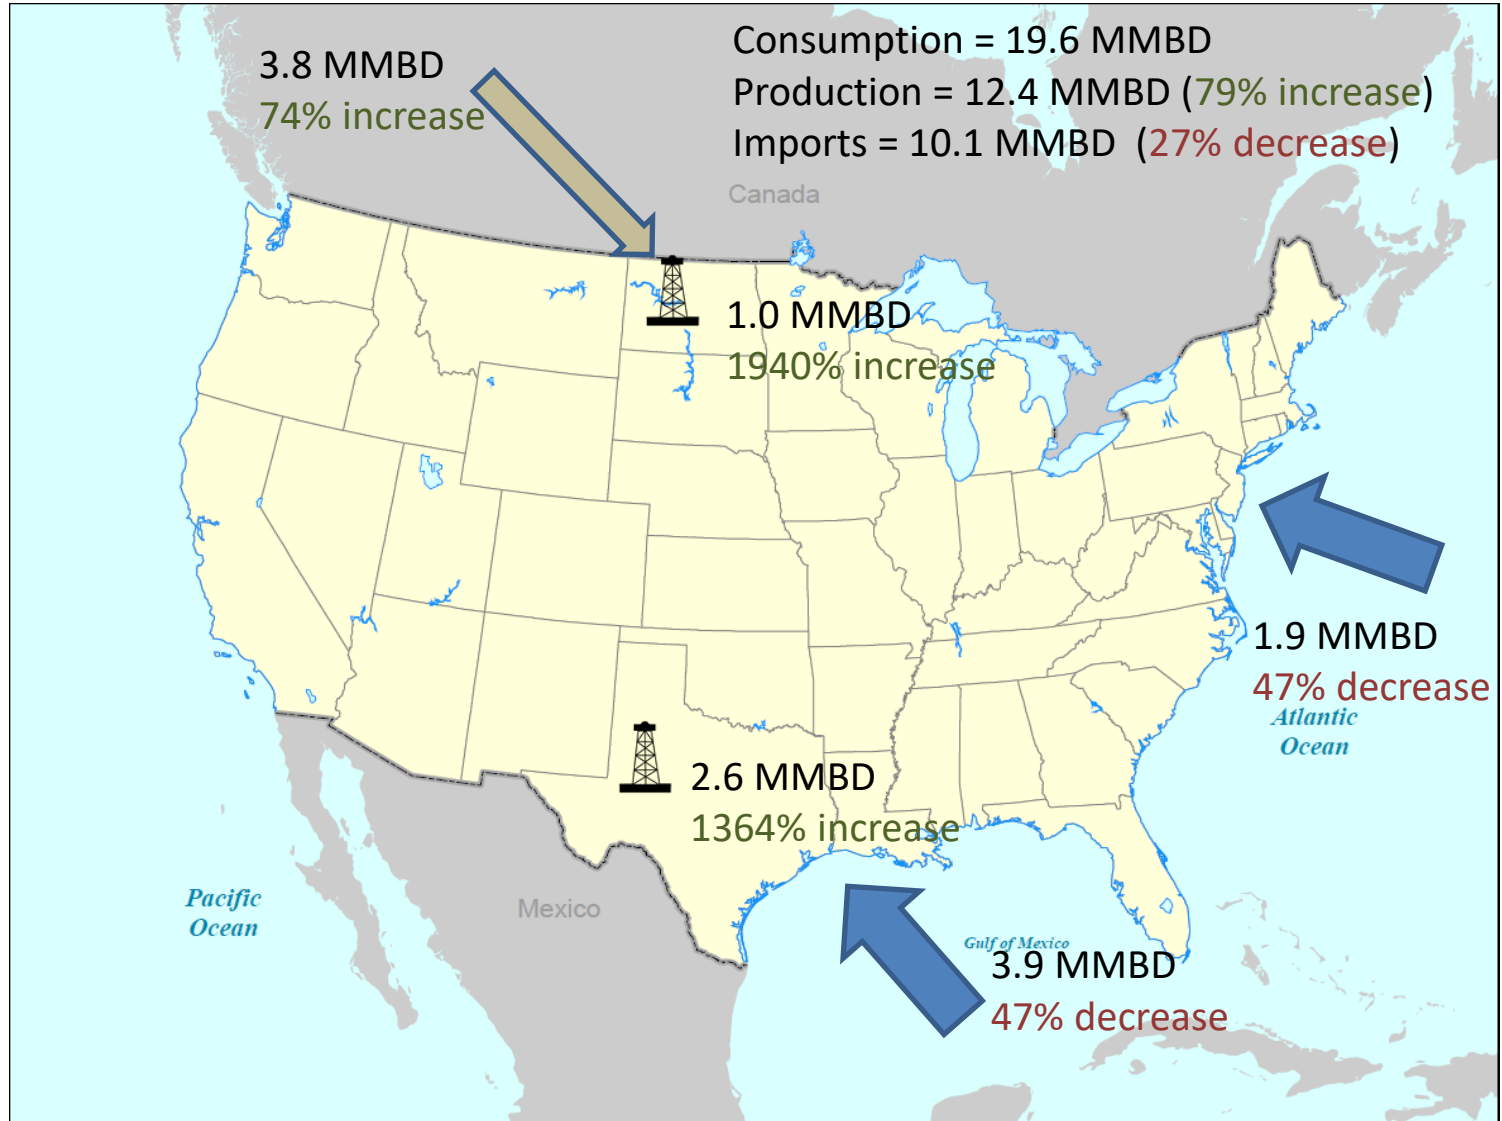 3.8 MMBD
74% increase
Consumption = 19.6 MMBD
Production = 12.4 MMBD (79% increase)
Imports = 10.1 MMBD (27% decrease)
Canada
1.0 MMBD
1940% increase
1.9 MMBD
47% decrease
Atlantic
Ocean
2.6 MMBD
1364% increase
Pacific
Ocean
Mexico
Gulf of Mexico
3.9 MMBD
47% decrease